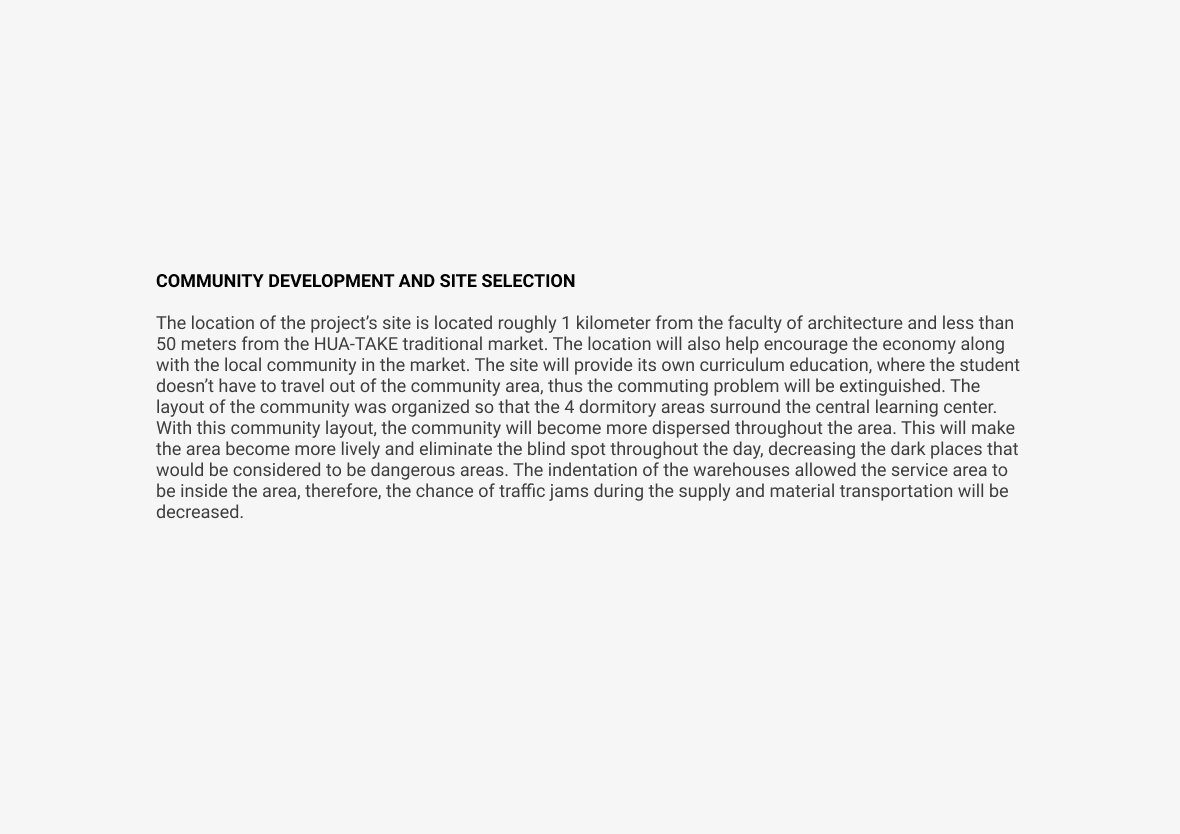 COMMUNITY DEVELOPMENT AND SITE SELECTION
The location of the project’s site is located roughly 1 kilometer from the faculty of architecture and less than
50 meters from the HUA-TAKE traditional market. The location will also help encourage the economy along
with the local community in the market. The site will provide its own curriculum education, where the student
doesn’t have to travel out of the community area, thus the commuting problem will be extinguished. The
layout of the community was organized so that the 4 dormitory areas surround the central learning center.
With this community layout, the community will become more dispersed throughout the area. This will make
the area become more lively and eliminate the blind spot throughout the day, decreasing the dark places that
would be considered to be dangerous areas. The indentation of the warehouses allowed the service area to
be inside the area, therefore, the chance of traffic jams during the supply and material transportation will be
decreased.